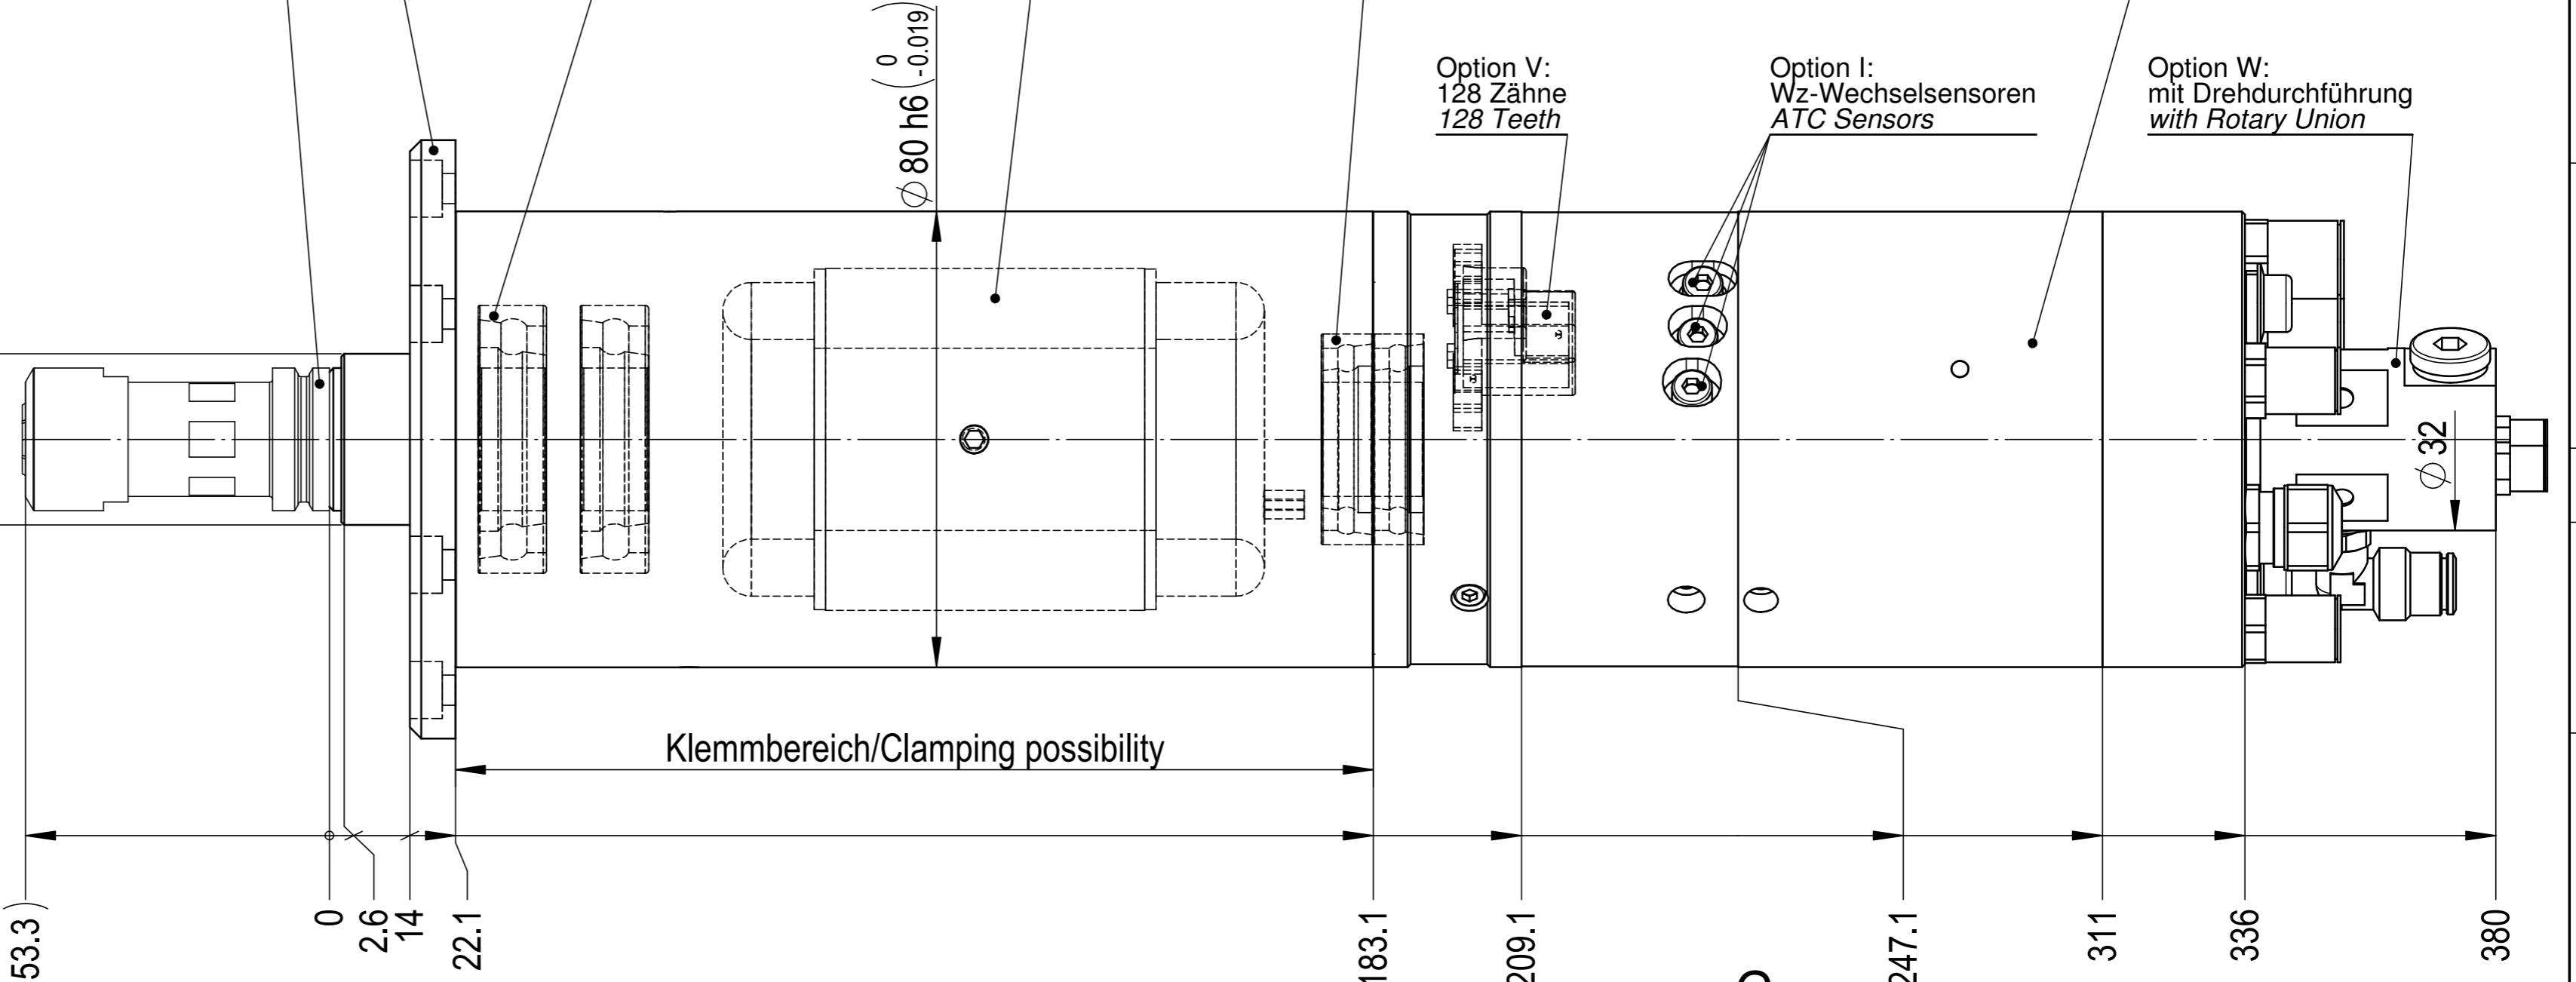 Option V:
128 Zähne
128 Teeth
Option I:
Wz-Wechselsensoren
ATC Sensors
Option W:
mit Drehdurchführung
with Rotary Union
⌀ 80 h6 ( 0 -0.019 )
⌀ 32
Klemmbereich/Clamping possibility
53.3)
0
2.6
14
22.1
183.1
209.1
247.1
311
336
380